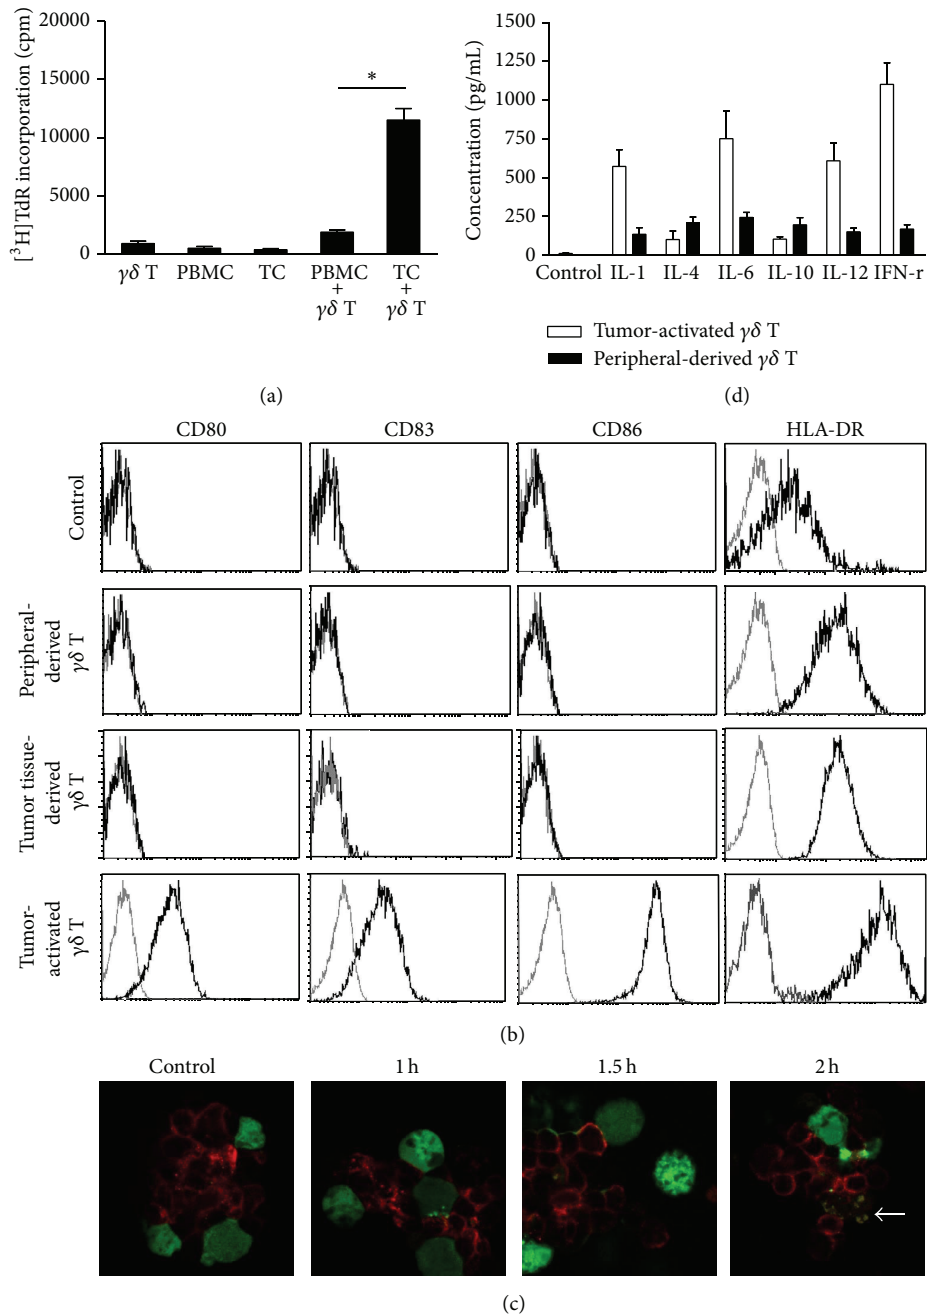 20000
15000
10000
5000
0
[³H]TdR incorporation (cpm)
*
γδ T
PBMC
TC
PBMC + γδ T
TC + γδ T
(a)
1500
1250
1000
750
500
250
0
Concentration (pg/mL)
Control IL-1 IL-4 IL-6 IL-10 IL-12 IFN-r
Tumor-activated γδ T
Peripheral-derived γδ T
(d)
CD80 CD83 CD86 HLA-DR
Control
Peripheral-
derived
γδ T
Tumor tissue-
derived
γδ T
Tumor-
activated
γδ T
(b)
Control 1 h 1.5 h 2 h
(c)